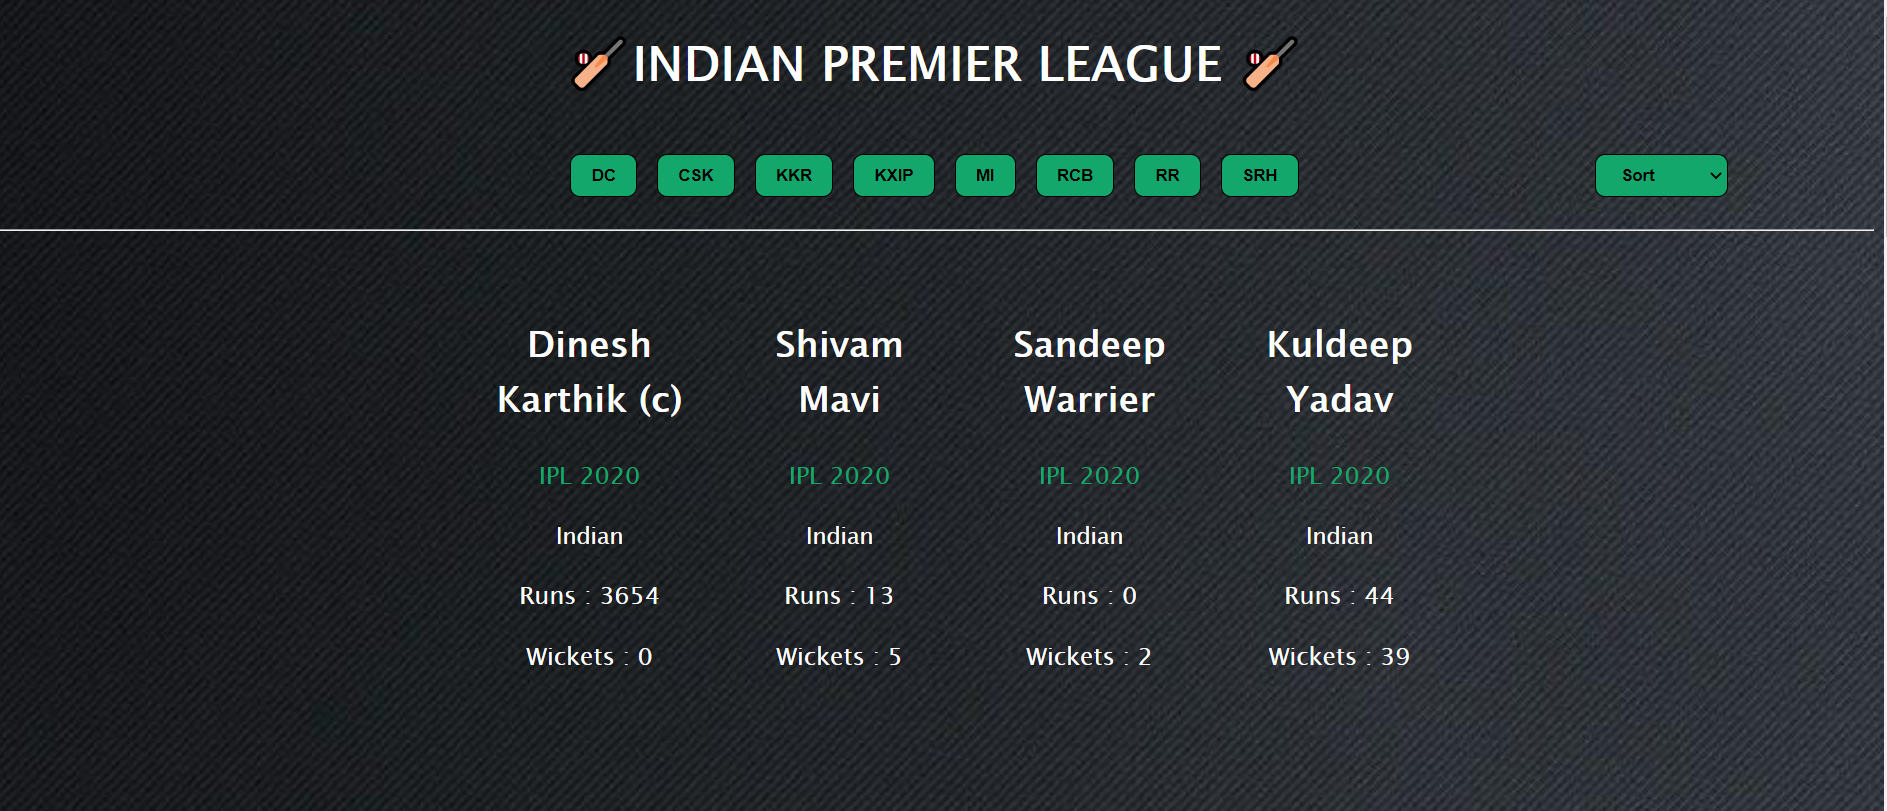 INDIAN PREMIER LEAGUE
DC CSK KKR KXIP MI RCB RR SRH Sort
Dinesh
Karthik (c)
IPL 2020
Indian
Runs : 3654
Wickets : 0
Shivam
Mavi
IPL 2020
Indian
Runs : 13
Wickets : 5
Sandeep
Warrier
IPL 2020
Indian
Runs : 0
Wickets : 2
Kuldeep
Yadav
IPL 2020
Indian
Runs : 44
Wickets : 39